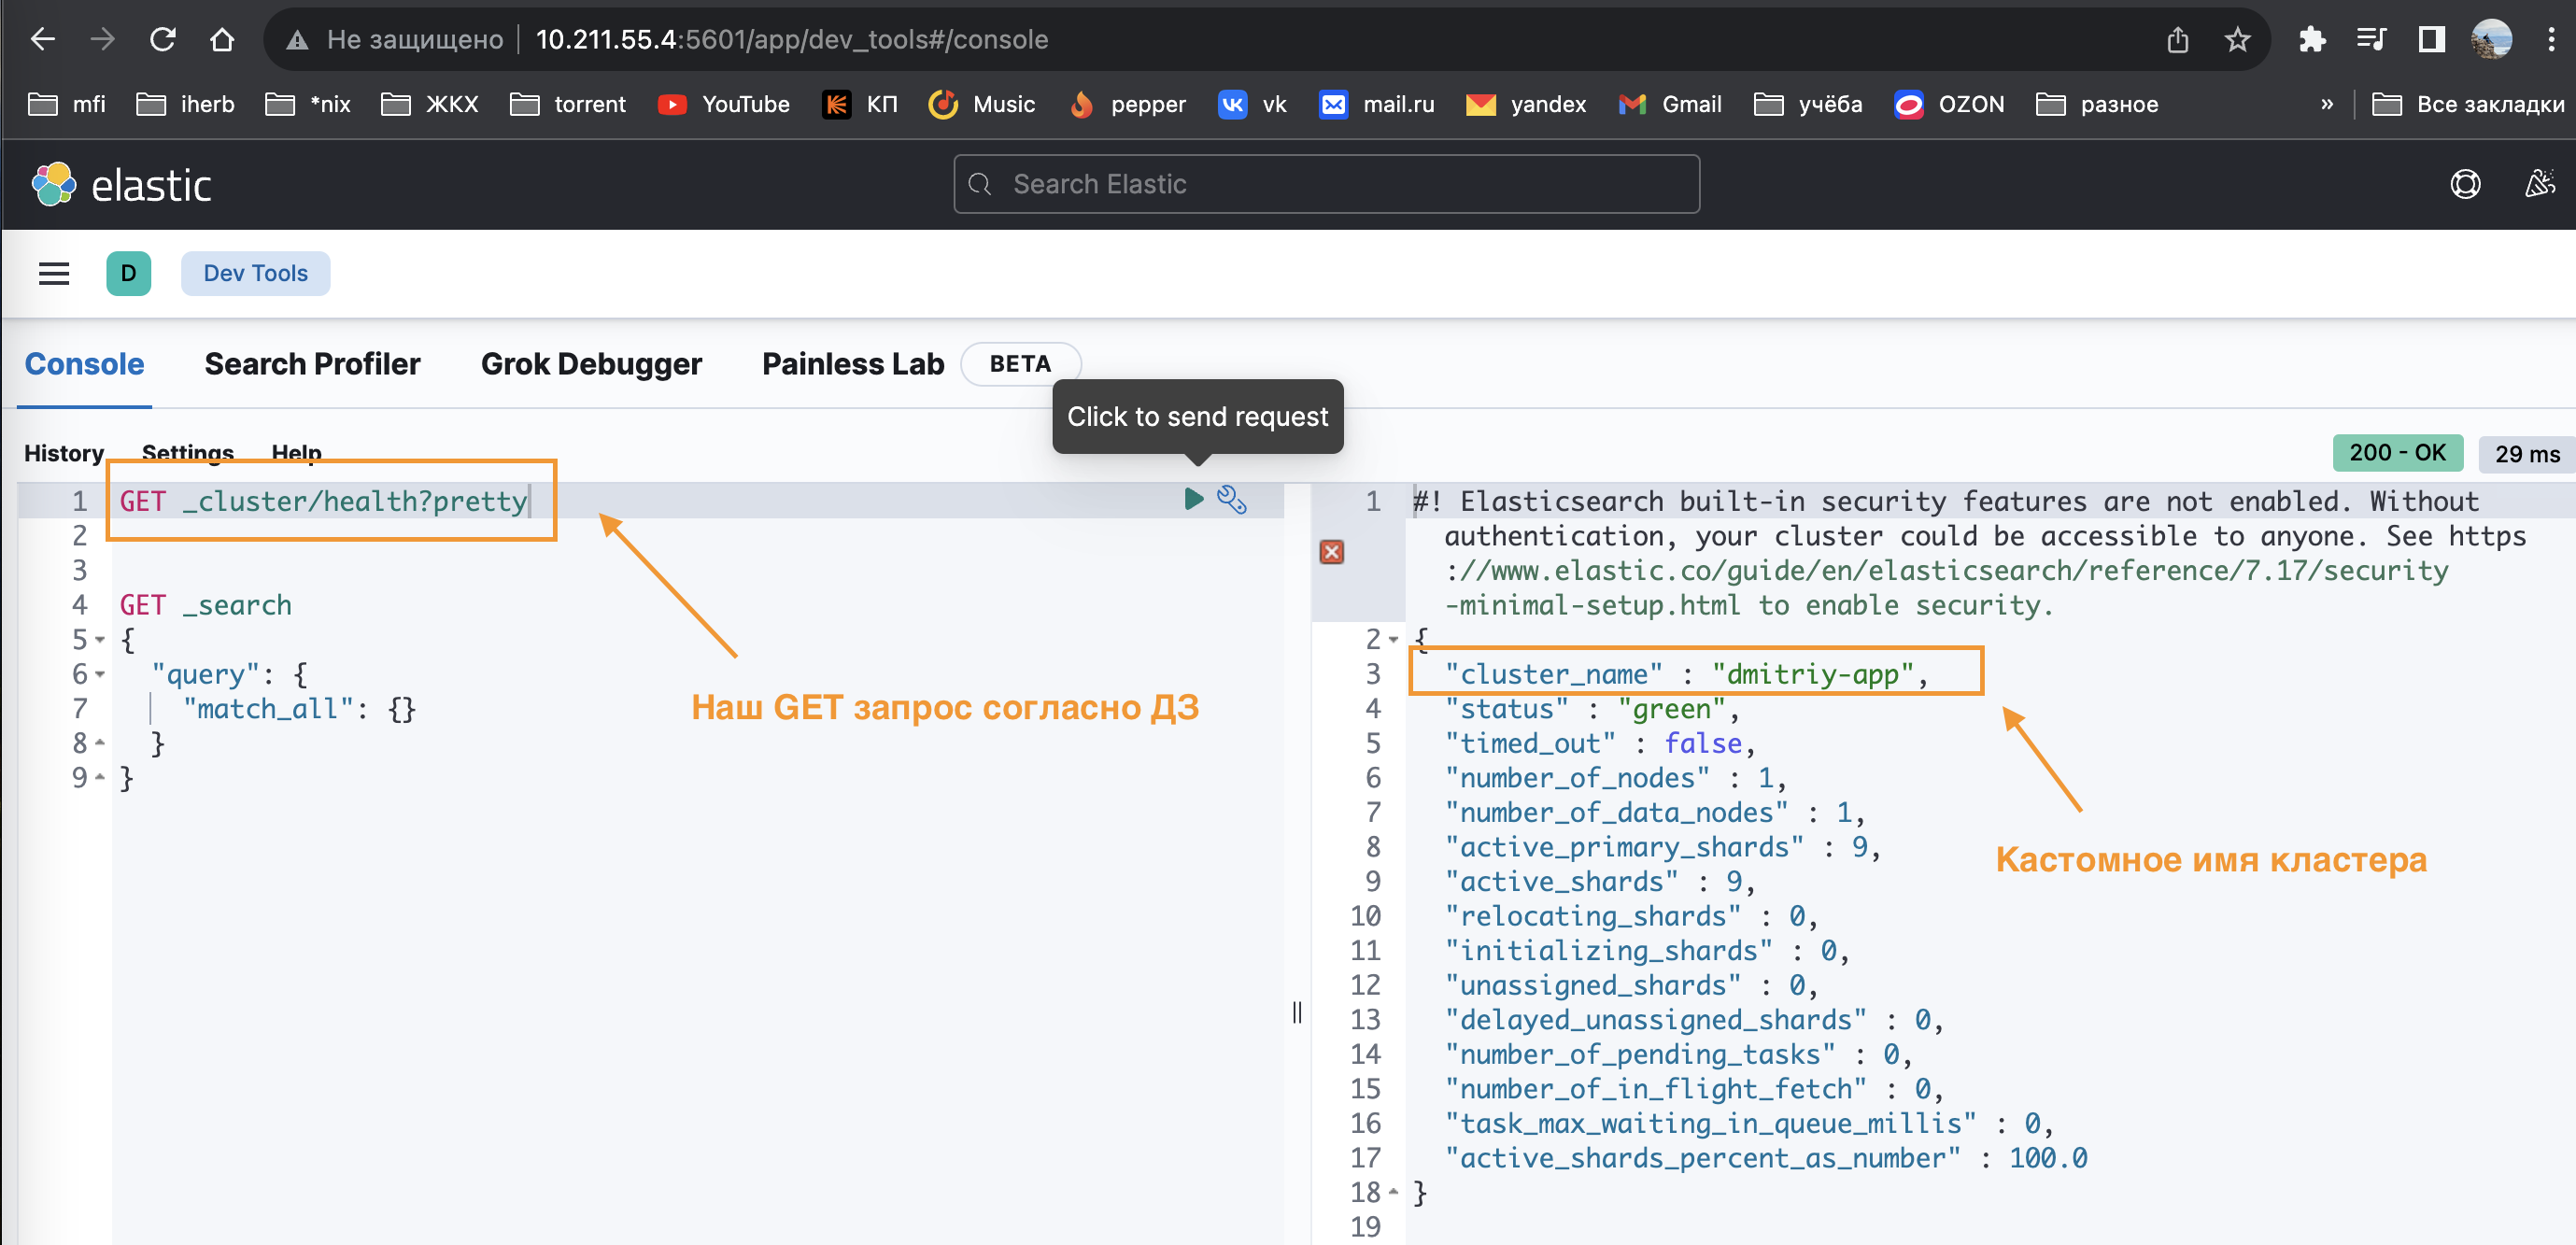 Не защищено 10.211.55.4:5601/app/dev_tools#/console
mfi iherb *nix ЖКХ torrent YouTube КП Music pepper vk mail.ru yandex Gmail учёба OZON разное » Все закладки
elastic Search Elastic
D Dev Tools
Console Search Profiler Grok Debugger Painless Lab BETA
Click to send request
History Settings Help 200 - OK 29 ms
1 GET _cluster/health?pretty
2
3
4 GET _search
5 {
6 "query": {
7 "match_all": {}
8 }
9 }
Наш GET запрос согласно ДЗ
1 #! Elasticsearch built-in security features are not enabled. Without
authentication, your cluster could be accessible to anyone. See https
://www.elastic.co/guide/en/elasticsearch/reference/7.17/security
-minimal-setup.html to enable security.
2 {
3 "cluster_name" : "dmitriy-app",
4 "status" : "green",
5 "timed_out" : false,
6 "number_of_nodes" : 1,
7 "number_of_data_nodes" : 1,
8 "active_primary_shards" : 9,
9 "active_shards" : 9,
10 "relocating_shards" : 0,
11 "initializing_shards" : 0,
12 "unassigned_shards" : 0,
13 "delayed_unassigned_shards" : 0,
14 "number_of_pending_tasks" : 0,
15 "number_of_in_flight_fetch" : 0,
16 "task_max_waiting_in_queue_millis" : 0,
17 "active_shards_percent_as_number" : 100.0
18 }
19
Кастомное имя кластера